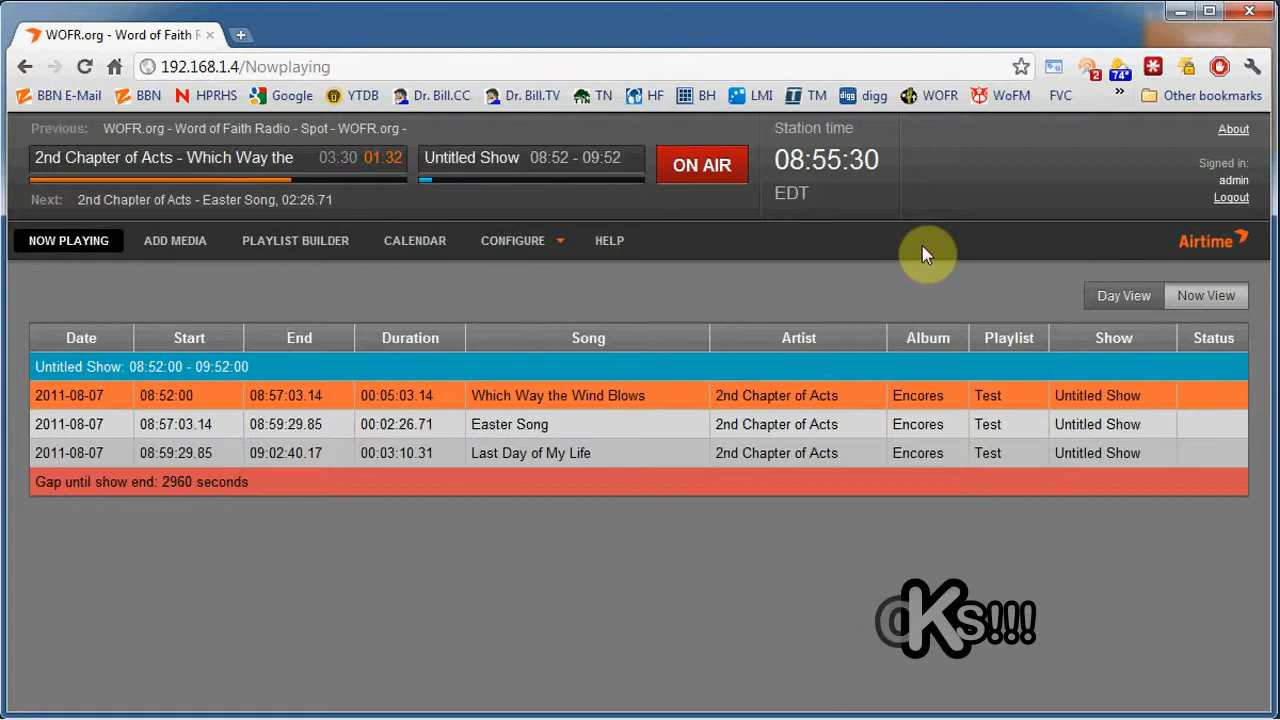 WOFR.org - Word of Faith R
192.168.1.4/Nowplaying
2
74°
BBN E-Mail BBN HPRHS Google YTDB Dr. Bill.CC Dr. Bill.TV TN HF BH LMI TM digg WOFR WoFM FVC » Other bookmarks
Previous: WOFR.org - Word of Faith Radio - Spot - WOFR.org -
2nd Chapter of Acts - Which Way the 03:30 01:32
Untitled Show 08:52 - 09:52
ON AIR
Next: 2nd Chapter of Acts - Easter Song, 02:26.71
Station time
08:55:30
EDT
About
Signed in:
admin
Logout
NOW PLAYING ADD MEDIA PLAYLIST BUILDER CALENDAR CONFIGURE HELP
Airtime
Day View Now View
Date Start End Duration Song Artist Album Playlist Show Status
Untitled Show: 08:52:00 - 09:52:00
2011-08-07 08:52:00 08:57:03.14 00:05:03.14 Which Way the Wind Blows 2nd Chapter of Acts Encores Test Untitled Show
2011-08-07 08:57:03.14 08:59:29.85 00:02:26.71 Easter Song 2nd Chapter of Acts Encores Test Untitled Show
2011-08-07 08:59:29.85 09:02:40.17 00:03:10.31 Last Day of My Life 2nd Chapter of Acts Encores Test Untitled Show
Gap until show end: 2960 seconds